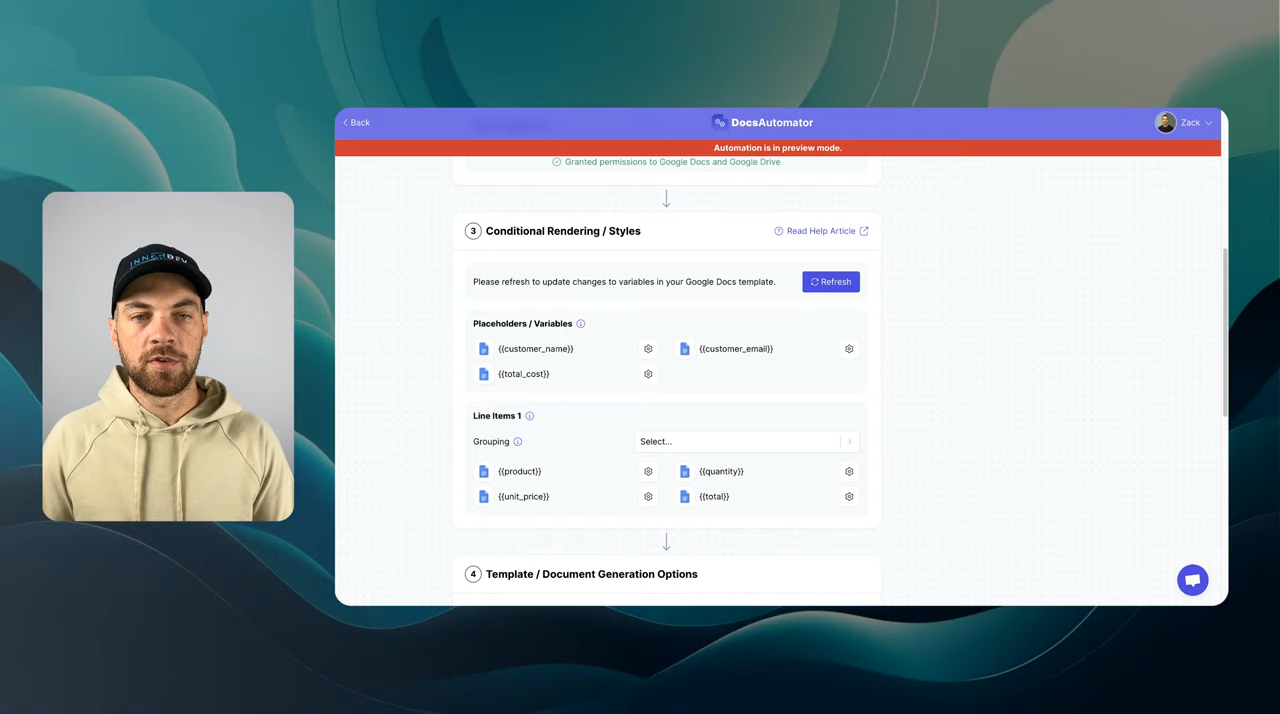 INNERDEV
Back
DocsAutomator
Zack
Automation is in preview mode.
Granted permissions to Google Docs and Google Drive
3 Conditional Rendering / Styles
Read Help Article
Please refresh to update changes to variables in your Google Docs template.
Refresh
Placeholders / Variables
{{customer_name}} {{customer_email}}
{{total_cost}}
Line Items 1
Grouping Select...
{{product}} {{quantity}}
{{unit_price}} {{total}}
4 Template / Document Generation Options